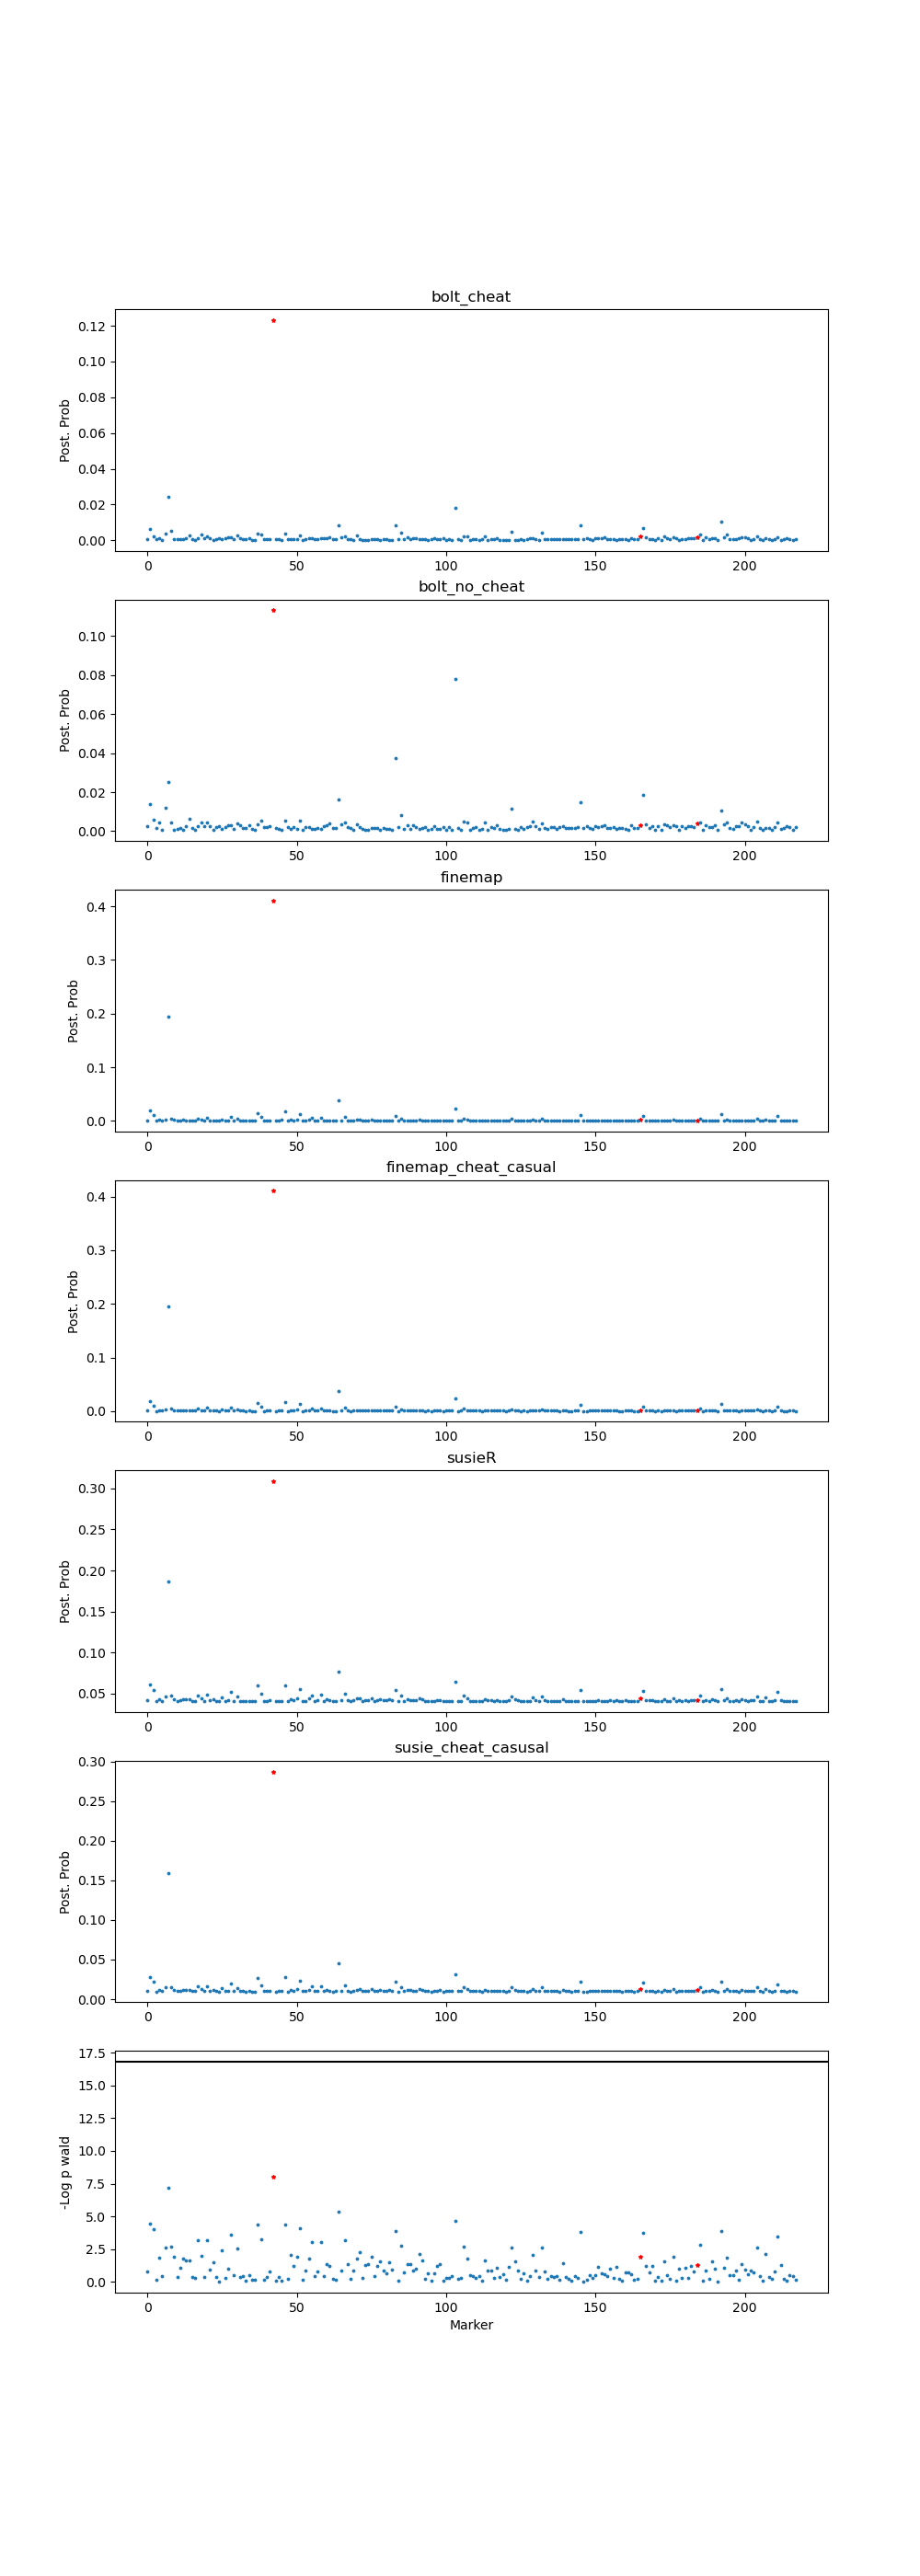 bolt_cheat
0.12
0.10
0.08
0.06
0.04
0.02
0.00
Post. Prob
0 50 100 150 200
bolt_no_cheat
0.10
0.08
0.06
0.04
0.02
0.00
Post. Prob
0 50 100 150 200
finemap
0.4
0.3
0.2
0.1
0.0
Post. Prob
0 50 100 150 200
finemap_cheat_casual
0.4
0.3
0.2
0.1
0.0
Post. Prob
0 50 100 150 200
susieR
0.30
0.25
0.20
0.15
0.10
0.05
Post. Prob
0 50 100 150 200
susie_cheat_casusal
0.30
0.25
0.20
0.15
0.10
0.05
0.00
Post. Prob
0 50 100 150 200
17.5
15.0
12.5
10.0
7.5
5.0
2.5
0.0
-Log p wald
0 50 100 150 200
Marker